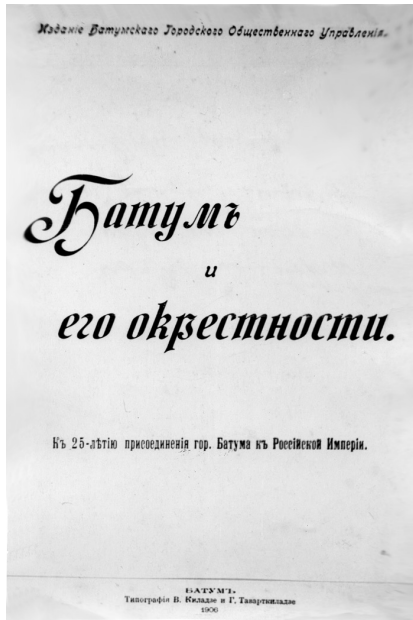 Изданіе Батумскаго Городского Общественнаго Управленія.
Батумъ
и
его окрестности.
Къ 25-лѣтію присоединенія гор. Батума къ Россійской Имперіи.
БАТУМЪ.
Типографія В. Киладзе и Г. Таварткиладзе
1906